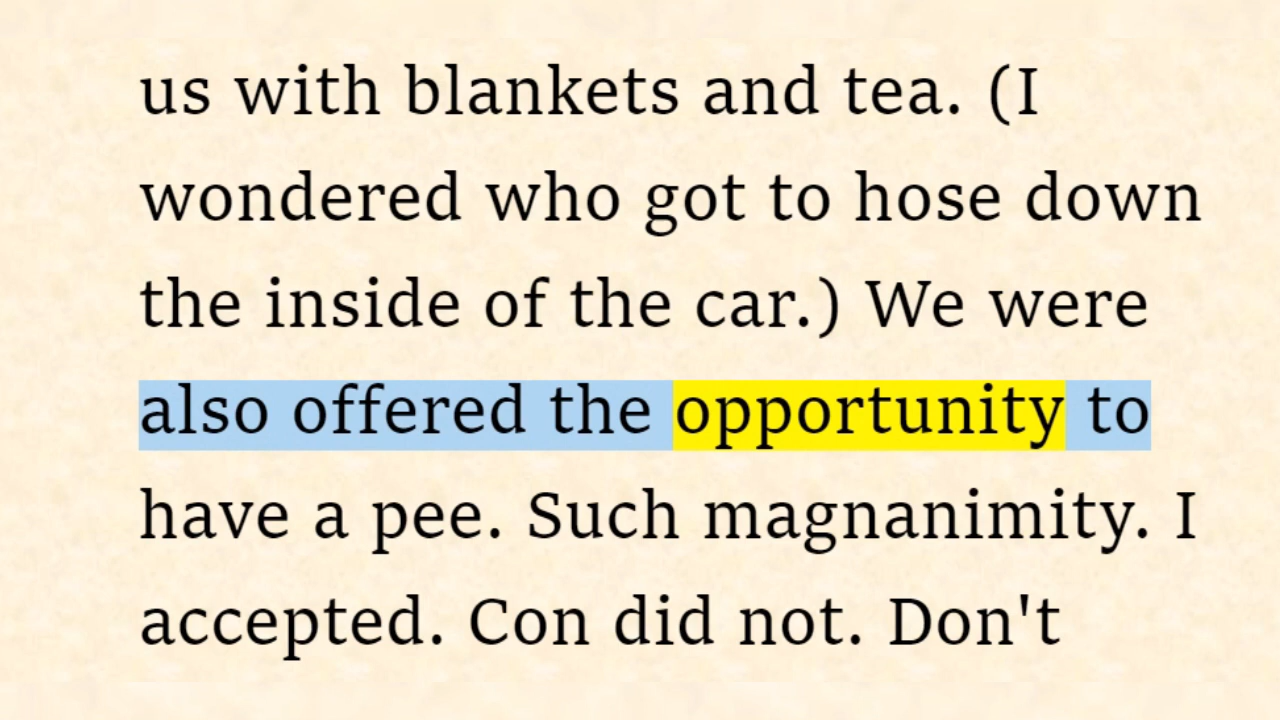 us with blankets and tea. (I
wondered who got to hose down
the inside of the car.) We were
also offered the opportunity to
have a pee. Such magnanimity. I
accepted. Con did not. Don't